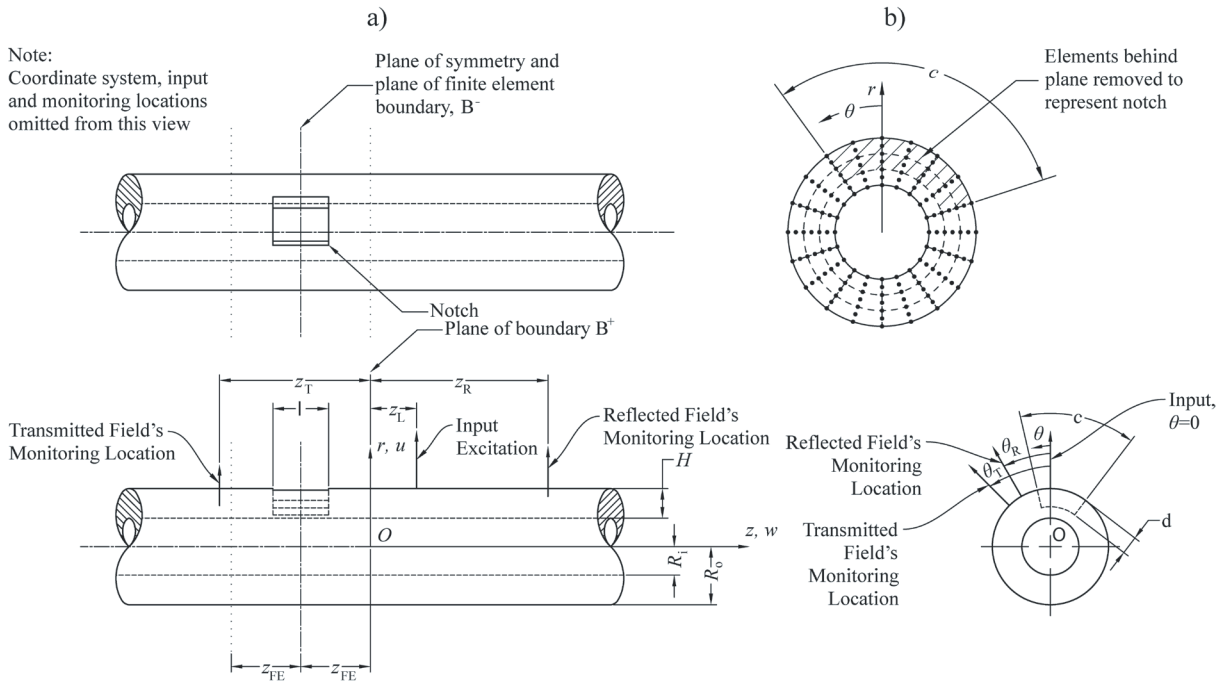 a)
b)
Note:
Coordinate system, input
and monitoring locations
omitted from this view
Plane of symmetry and
plane of finite element
boundary, B⁻
Elements behind
plane removed to
represent notch
c
r
θ
Notch
Plane of boundary B⁺
z_T
z_R
l
z_L
Transmitted Field's
Monitoring Location
r, u
Input
Excitation
Reflected Field's
Monitoring Location
H
O
z, w
R_i
R_o
z_FE
z_FE
Input,
θ=0
c
θ
θ_R
θ_T
Reflected Field's
Monitoring
Location
Transmitted
Field's
Monitoring
Location
O
d